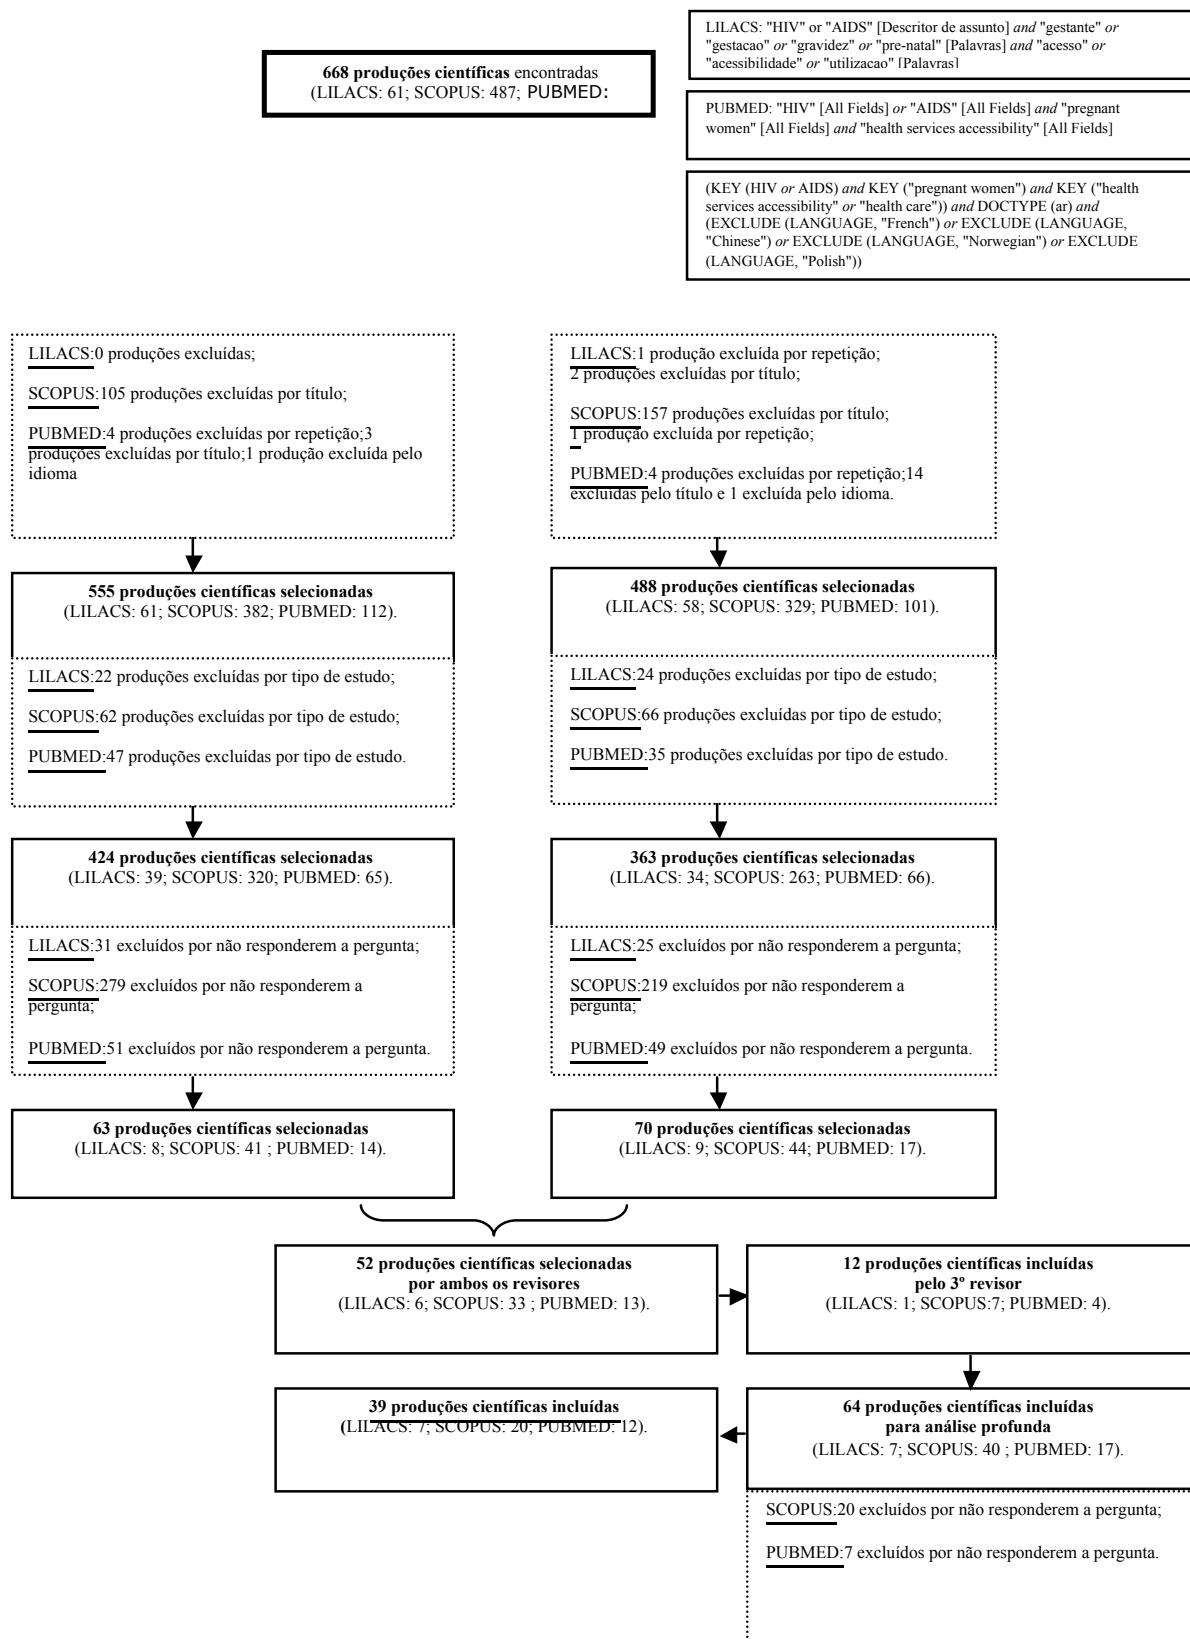 668 produções científicas encontradas
(LILACS: 61; SCOPUS: 487; PUBMED:
LILACS: "HIV" or "AIDS" [Descritor de assunto] and "gestante" or
"gestacao" or "gravidez" or "pre-natal" [Palavras] and "acesso" or
"acessibilidade" or "utilizacao" [Palavras]
PUBMED: "HIV" [All Fields] or "AIDS" [All Fields] and "pregnant
women" [All Fields] and "health services accessibility" [All Fields]
(KEY (HIV or AIDS) and KEY ("pregnant women") and KEY ("health
services accessibility" or "health care")) and DOCTYPE (ar) and
(EXCLUDE (LANGUAGE, "French") or EXCLUDE (LANGUAGE,
"Chinese") or EXCLUDE (LANGUAGE, "Norwegian") or EXCLUDE
(LANGUAGE, "Polish"))
LILACS:0 produções excluídas;
SCOPUS:105 produções excluídas por título;
PUBMED:4 produções excluídas por repetição;3
produções excluídas por título;1 produção excluída pelo
idioma
LILACS:1 produção excluída por repetição;
2 produções excluídas por título;
SCOPUS:157 produções excluídas por título;
1 produção excluída por repetição;
PUBMED:4 produções excluídas por repetição;14
excluídas pelo título e 1 excluída pelo idioma.
555 produções científicas selecionadas
(LILACS: 61; SCOPUS: 382; PUBMED: 112).
488 produções científicas selecionadas
(LILACS: 58; SCOPUS: 329; PUBMED: 101).
LILACS:22 produções excluídas por tipo de estudo;
SCOPUS:62 produções excluídas por tipo de estudo;
PUBMED:47 produções excluídas por tipo de estudo.
LILACS:24 produções excluídas por tipo de estudo;
SCOPUS:66 produções excluídas por tipo de estudo;
PUBMED:35 produções excluídas por tipo de estudo.
424 produções científicas selecionadas
(LILACS: 39; SCOPUS: 320; PUBMED: 65).
363 produções científicas selecionadas
(LILACS: 34; SCOPUS: 263; PUBMED: 66).
LILACS:31 excluídos por não responderem a pergunta;
SCOPUS:279 excluídos por não responderem a
pergunta;
PUBMED:51 excluídos por não responderem a pergunta.
LILACS:25 excluídos por não responderem a pergunta;
SCOPUS:219 excluídos por não responderem a
pergunta;
PUBMED:49 excluídos por não responderem a pergunta.
63 produções científicas selecionadas
(LILACS: 8; SCOPUS: 41 ; PUBMED: 14).
70 produções científicas selecionadas
(LILACS: 9; SCOPUS: 44; PUBMED: 17).
52 produções científicas selecionadas
por ambos os revisores
(LILACS: 6; SCOPUS: 33 ; PUBMED: 13).
12 produções científicas incluídas
pelo 3º revisor
(LILACS: 1; SCOPUS:7; PUBMED: 4).
39 produções científicas incluídas
(LILACS: 7; SCOPUS: 20; PUBMED: 12).
64 produções científicas incluídas
para análise profunda
(LILACS: 7; SCOPUS: 40 ; PUBMED: 17).
SCOPUS:20 excluídos por não responderem a pergunta;
PUBMED:7 excluídos por não responderem a pergunta.